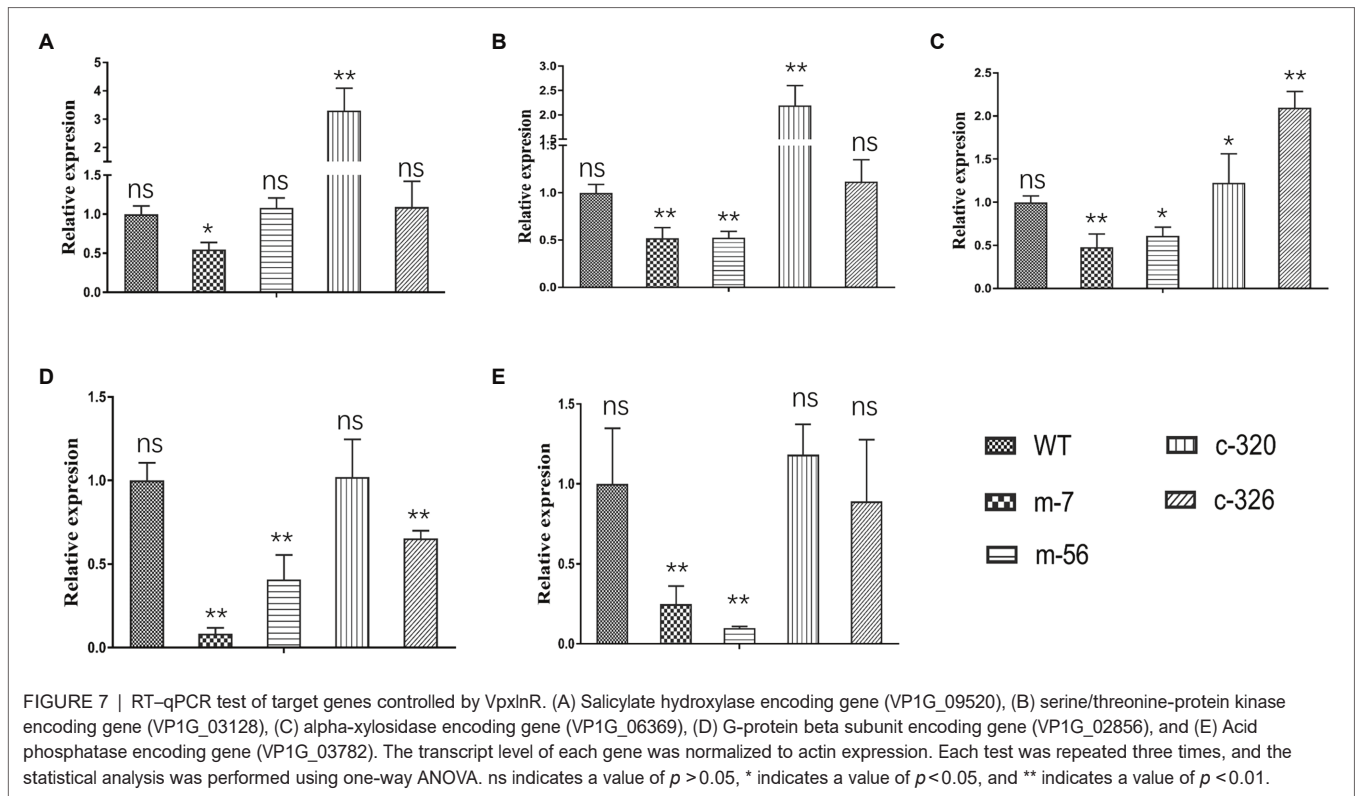 A
Relative expresion
5
4
3
2
1.5
1.0
0.5
0.0
ns
*
ns
**
ns
B
Relative expresion
3.0
2.5
2.0
1.5
1.5
1.0
0.5
0.0
ns
**
**
**
ns
C
Relative expresion
2.5
2.0
1.5
1.0
0.5
0.0
ns
**
*
*
**
D
Relative expresion
1.5
1.0
0.5
0.0
ns
**
**
ns
**
E
Relative expresion
1.5
1.0
0.5
0.0
ns
**
**
ns
ns
WT
m-7
m-56
c-320
c-326
FIGURE 7 | RT–qPCR test of target genes controlled by VpxlnR. (A) Salicylate hydroxylase encoding gene (VP1G_09520), (B) serine/threonine-protein kinase
encoding gene (VP1G_03128), (C) alpha-xylosidase encoding gene (VP1G_06369), (D) G-protein beta subunit encoding gene (VP1G_02856), and (E) Acid
phosphatase encoding gene (VP1G_03782). The transcript level of each gene was normalized to actin expression. Each test was repeated three times, and the
statistical analysis was performed using one-way ANOVA. ns indicates a value of p > 0.05, * indicates a value of p < 0.05, and ** indicates a value of p < 0.01.